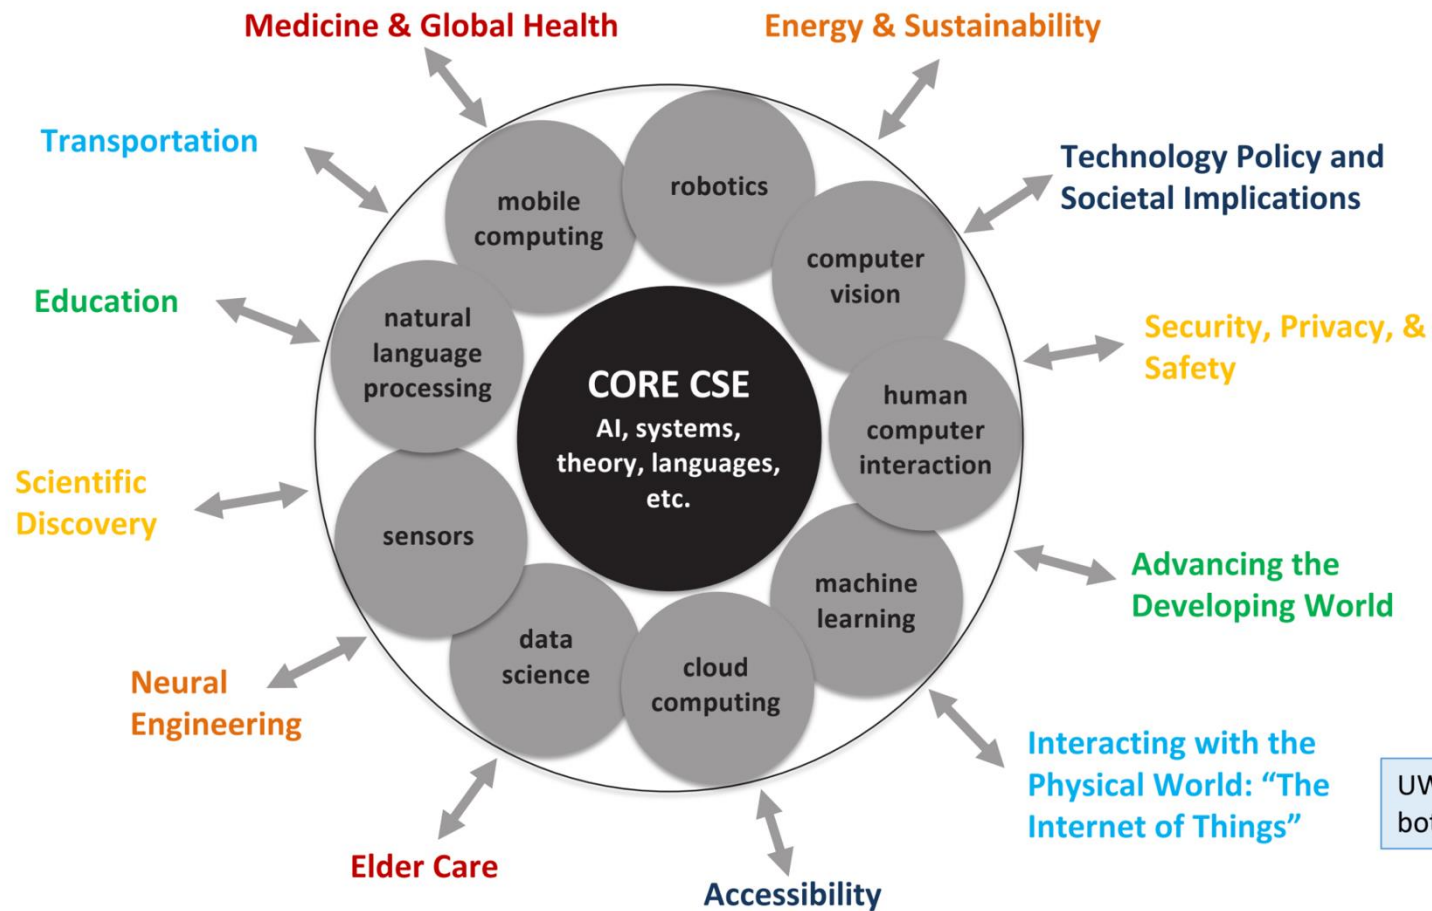 Medicine & Global Health
Energy & Sustainability
Transportation
Technology Policy and
Societal Implications
Education
Security, Privacy, &
Safety
Scientific
Discovery
Advancing the
Developing World
Neural
Engineering
Interacting with the
Physical World: “The
Internet of Things”
Elder Care
Accessibility
mobile
computing
robotics
computer
vision
natural
language
processing
human
computer
interaction
sensors
machine
learning
data
science
cloud
computing
CORE CSE
AI, systems,
theory, languages,
etc.